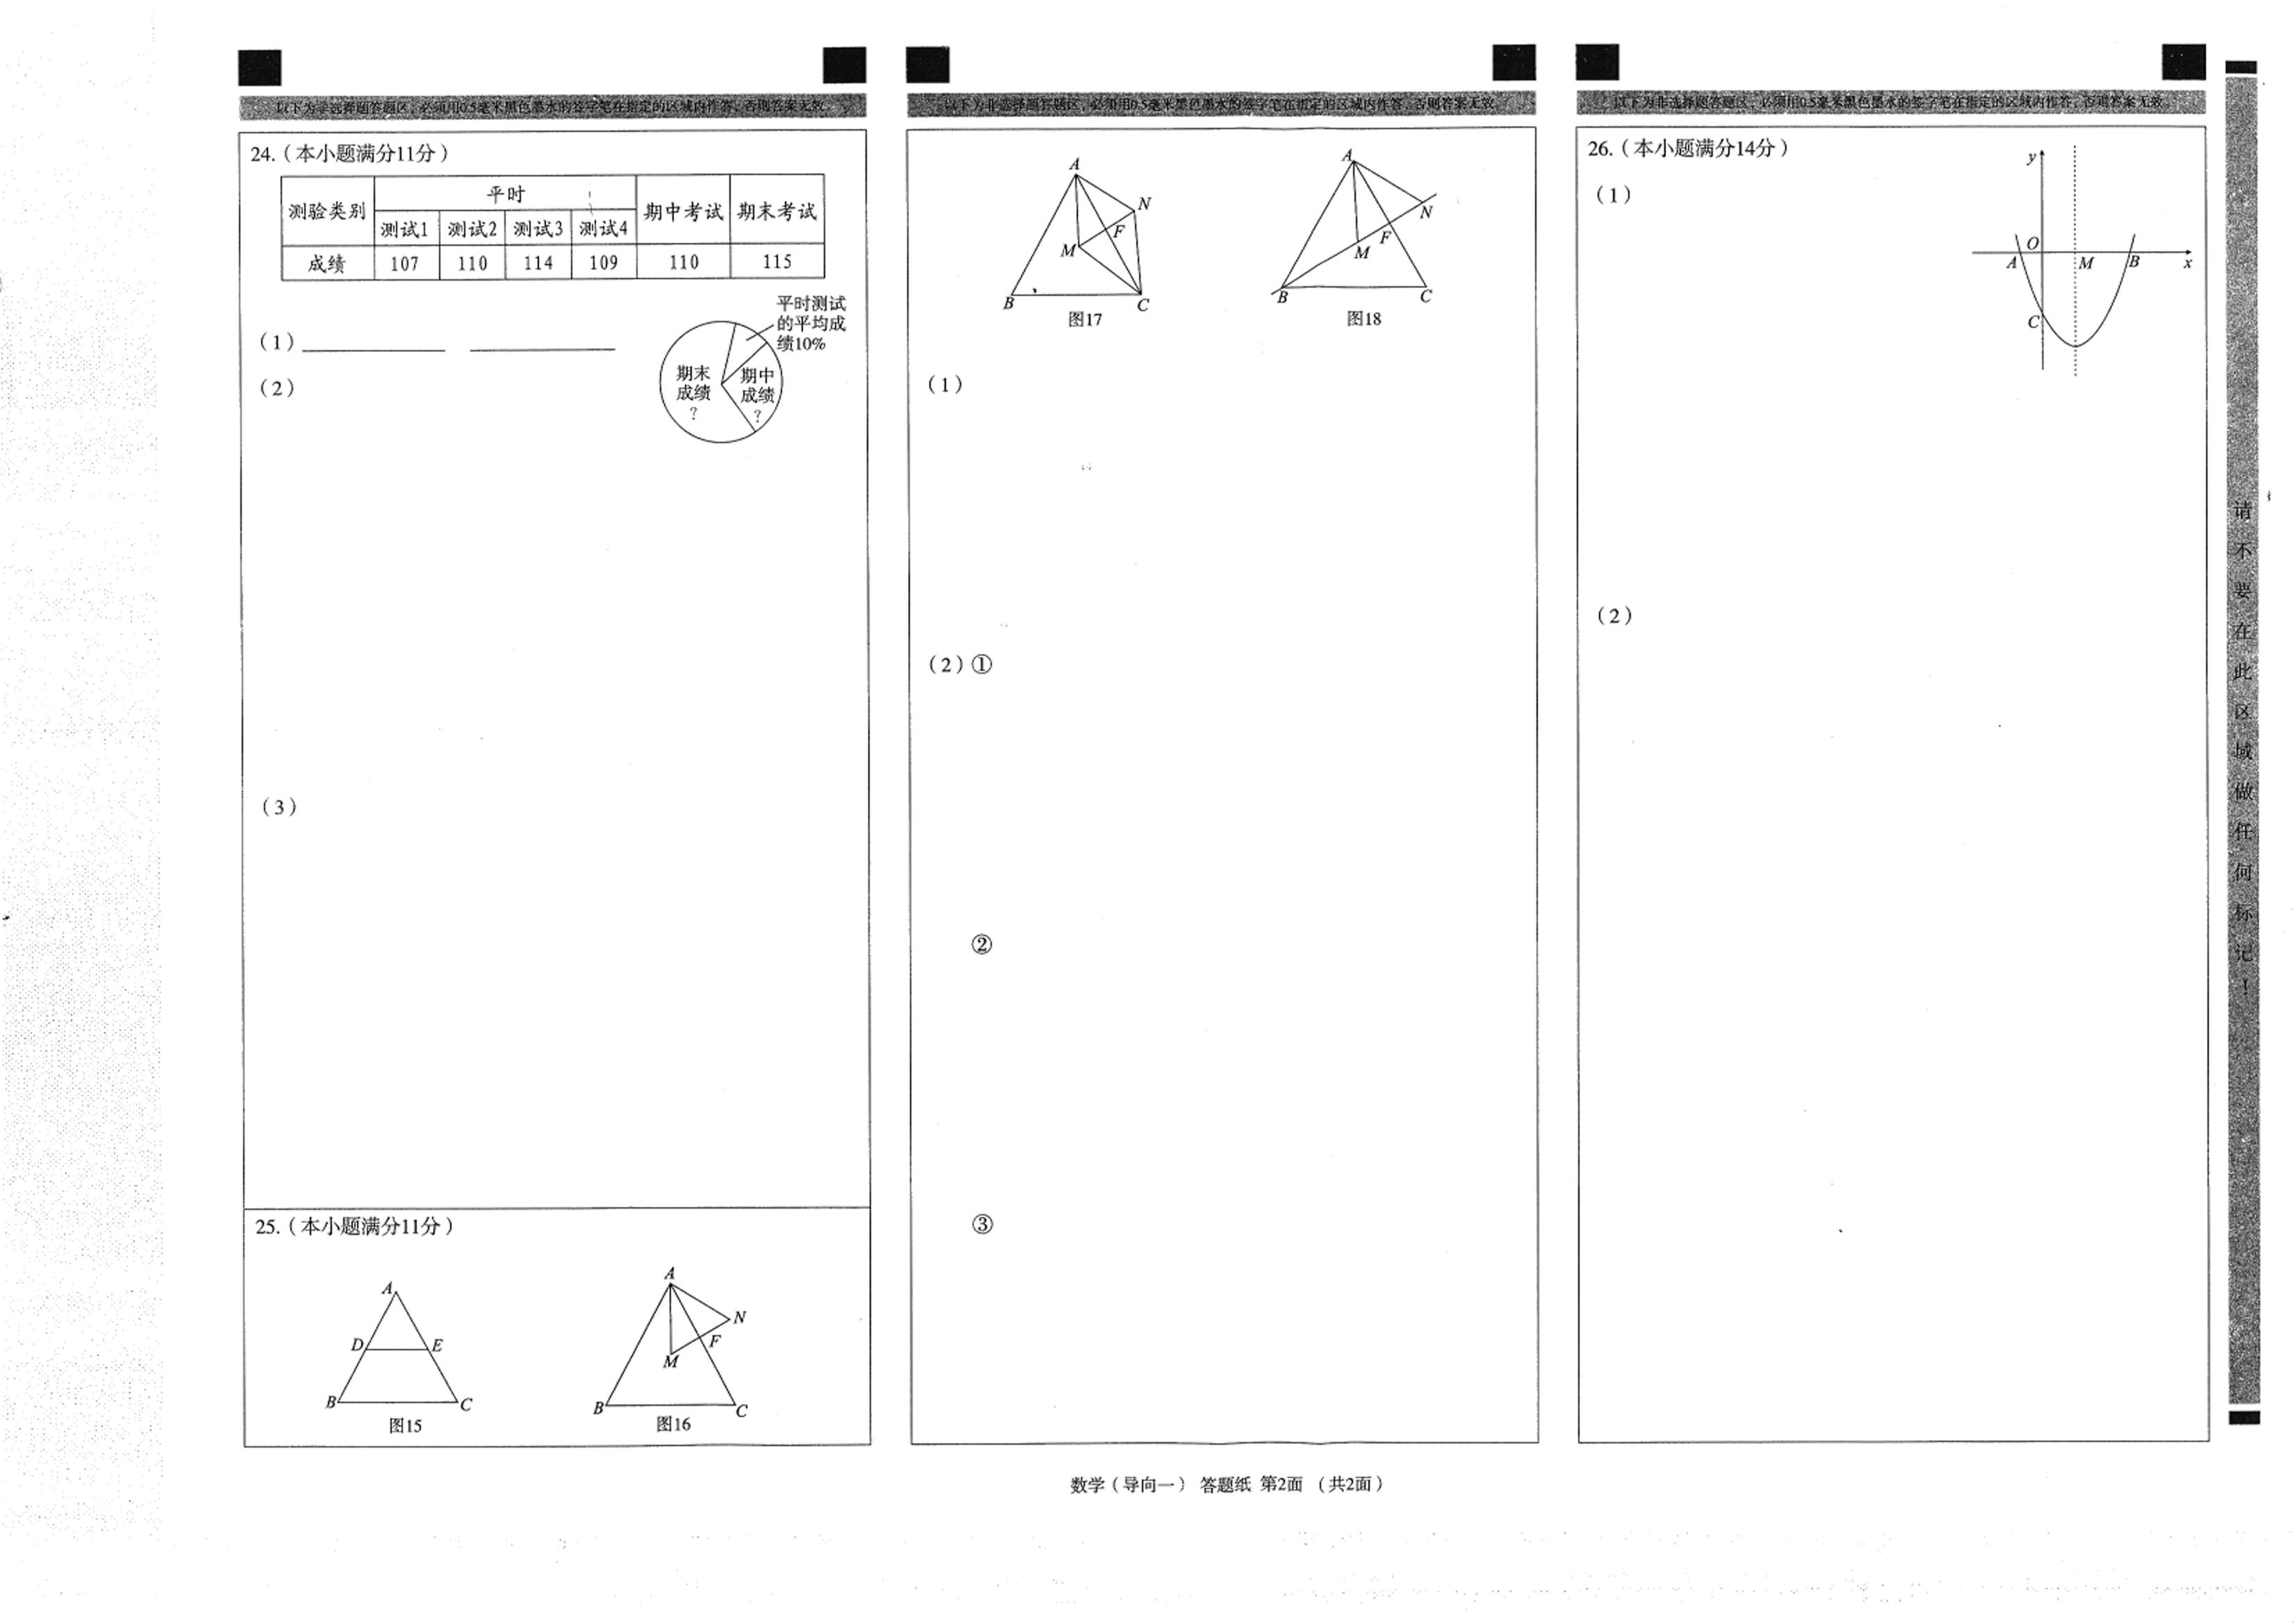 以下为非选择题答题区，必须用0.5毫米黑色墨水的签字笔在指定的区域内作答，否则答案无效。
24.（本小题满分11分）
测验类别 平时 期中考试 期末考试
测试1 测试2 测试3 测试4
成绩 107 110 114 109 110 115
平时测试
的平均成
绩10%
期末
成绩
?
期中
成绩
?
（1）
（2）
（3）
25.（本小题满分11分）
A
D E
B C
图15
A
N
F
M
B C
图16
以下为非选择题答题区，必须用0.5毫米黑色墨水的签字笔在指定的区域内作答，否则答案无效。
A
N
F
M
B C
图17
A
N
F
M
B C
图18
（1）
（2）①
②
③
以下为非选择题答题区，必须用0.5毫米黑色墨水的签字笔在指定的区域内作答，否则答案无效。
26.（本小题满分14分）
y
（1）
O
A M B x
C
（2）
请不要在此区域做任何标记！
数学（导向一） 答题纸 第2面 （共2面）